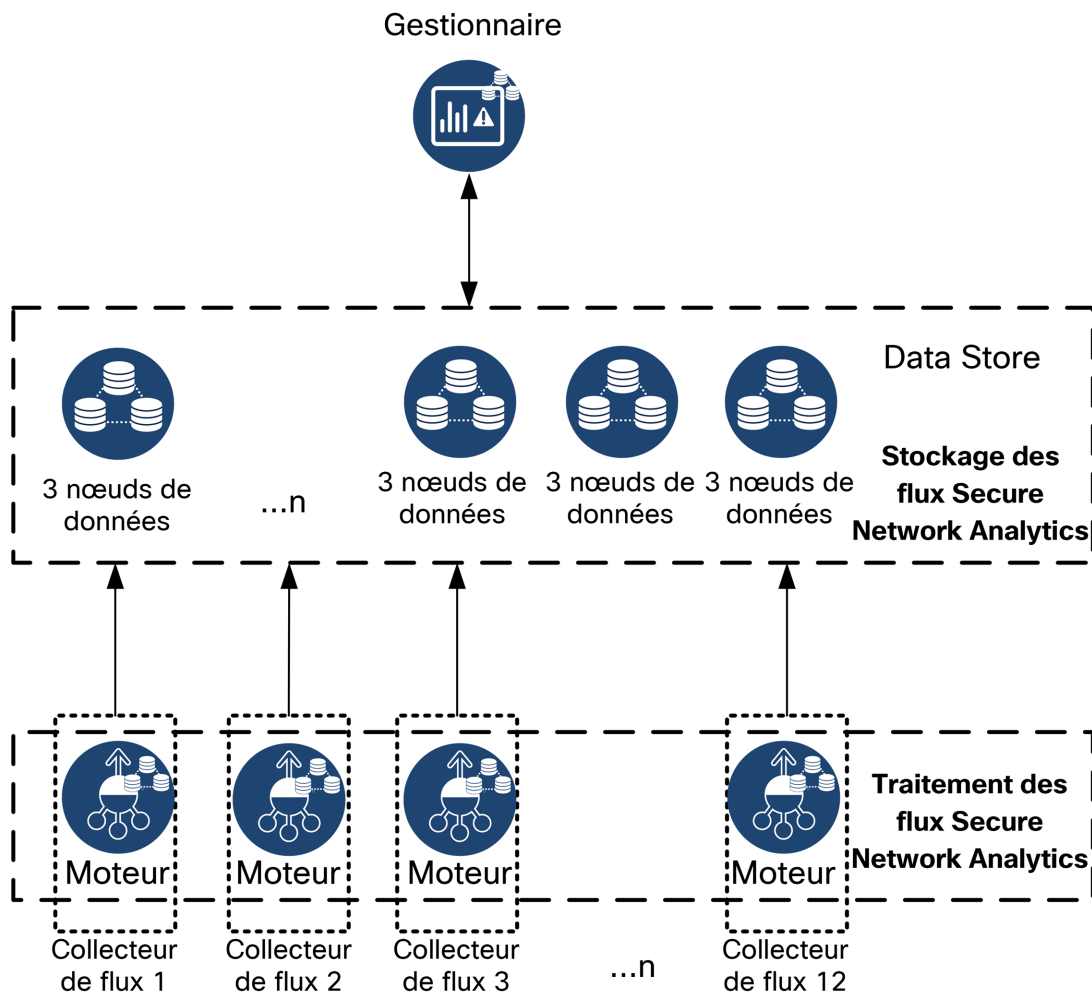 Gestionnaire
Data Store
3 nœuds de
données
...n
3 nœuds de
données
3 nœuds de
données
3 nœuds de
données
Stockage des
flux Secure
Network Analytics
Moteur
Moteur
Moteur
Moteur
Traitement des
flux Secure
Network Analytics
Collecteur
de flux 1
Collecteur
de flux 2
Collecteur
de flux 3
...n
Collecteur
de flux 12